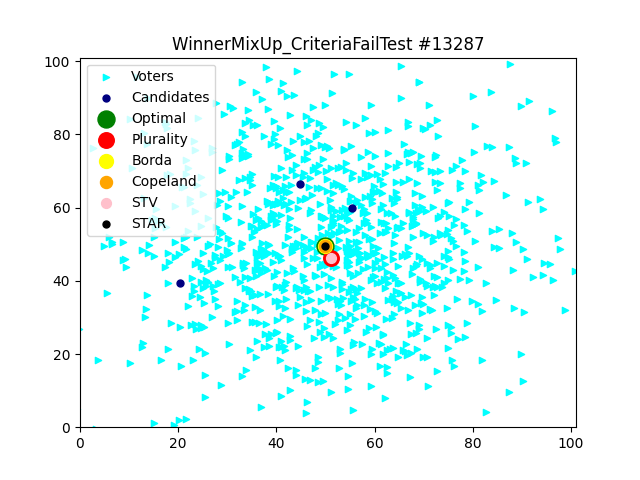 WinnerMixUp_CriteriaFailTest #13287
Voters
Candidates
Optimal
Plurality
Borda
Copeland
STV
STAR
100
80
60
40
20
0
0 20 40 60 80 100